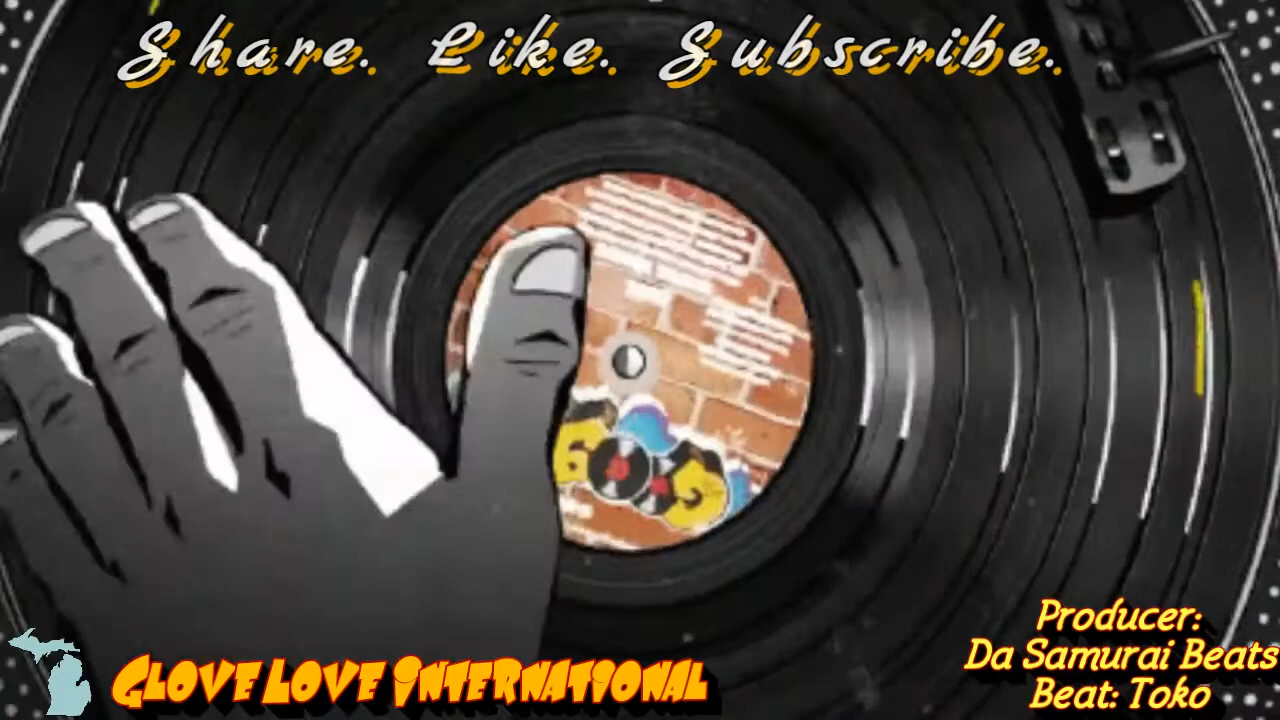 Share. Like. Subscribe.
Producer:
Da Samurai Beats
Beat: Toko
Glove Love International